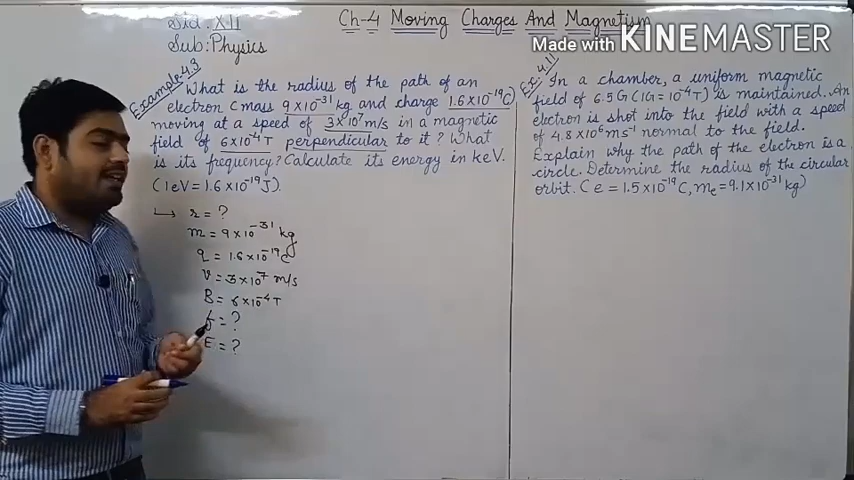 Std. XII
Sub: Physics
Ch-4 Moving Charges And Magnetism
Made with KINEMASTER
Example 4.3
What is the radius of the path of an
electron (mass 9×10⁻³¹ kg and charge 1.6×10⁻¹⁹C)
moving at a speed of 3×10⁷m/s in a magnetic
field of 6×10⁻⁴T perpendicular to it? What
is its frequency? Calculate its energy in keV.
(1eV = 1.6×10⁻¹⁹J).
↳ r = ?
m = 9×10⁻³¹ kg
q = 1.6×10⁻¹⁹C
V = 3×10⁷ m/s
B = 6×10⁻⁴ T
f = ?
E = ?
Ex: 4.11
In a chamber, a uniform magnetic
field of 6.5G (1G = 10⁻⁴T) is maintained. An
electron is shot into the field with a speed
of 4.8×10⁶ms⁻¹ normal to the field.
Explain why the path of the electron is a
circle. Determine the radius of the circular
orbit. (e = 1.5×10⁻¹⁹C, mₑ = 9.1×10⁻³¹kg)